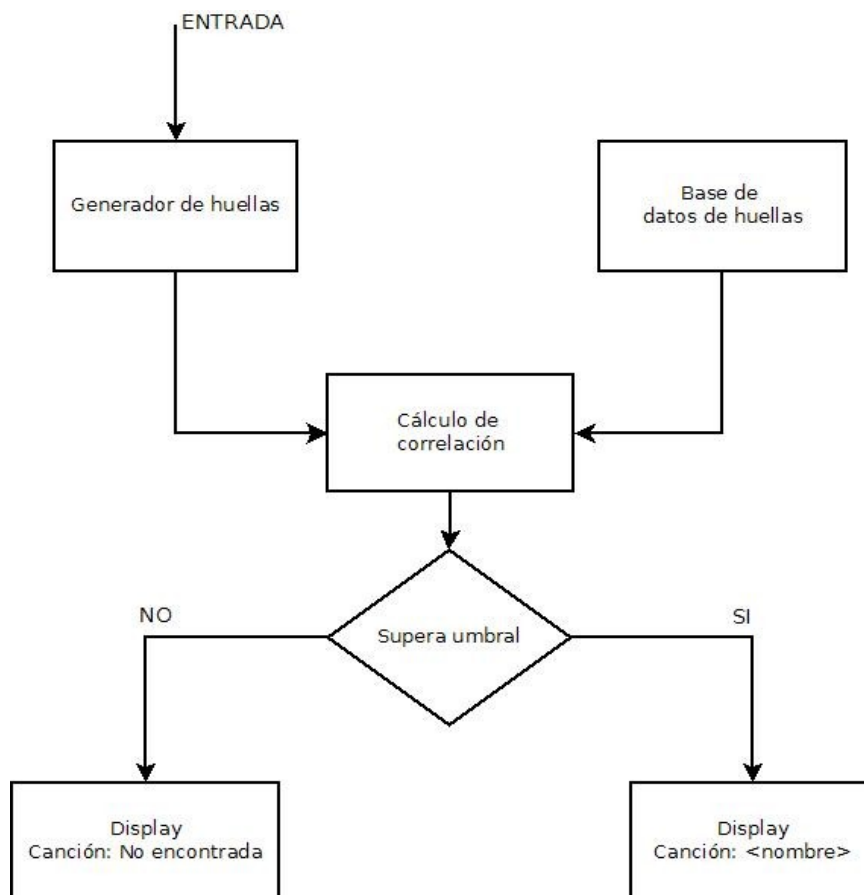 ENTRADA
Generador de huellas
Base de
datos de huellas
Cálculo de
correlación
NO
SI
Supera umbral
Display
Canción: No encontrada
Display
Canción: <nombre>